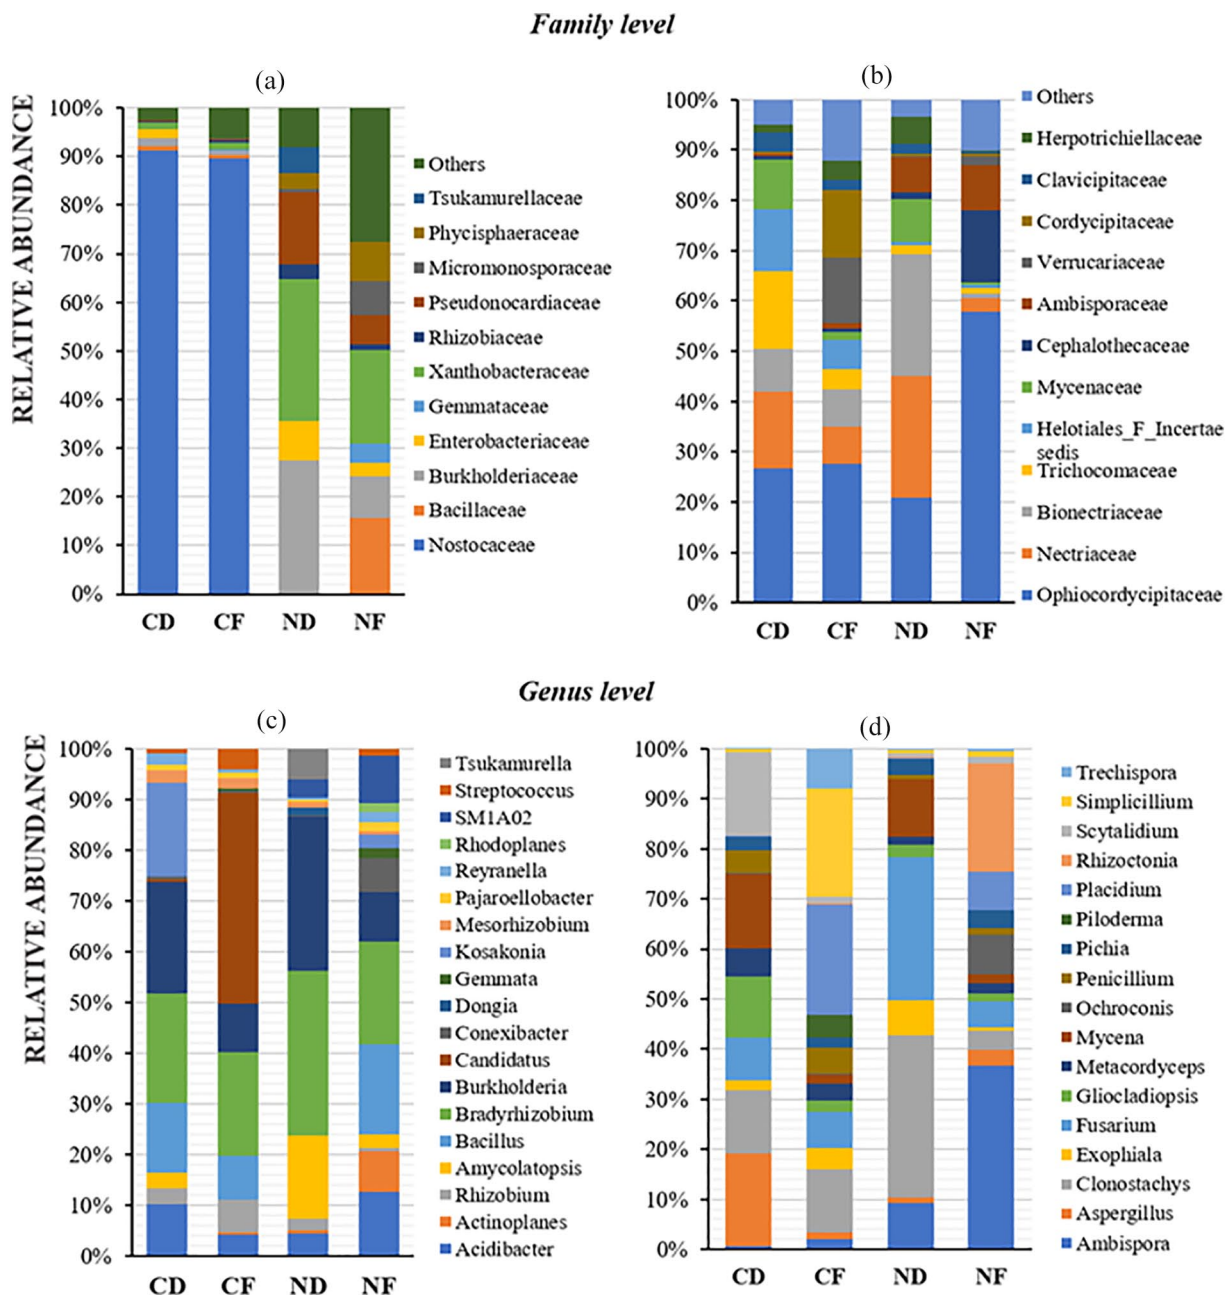 Family level
(a)
RELATIVE ABUNDANCE
100%
90%
80%
70%
60%
50%
40%
30%
20%
10%
0%
CD CF ND NF
Others
Tsukamurellaceae
Phycisphaeraceae
Micromonosporaceae
Pseudonocardiaceae
Rhizobiaceae
Xanthobacteraceae
Gemmataceae
Enterobacteriaceae
Burkholderiaceae
Bacillaceae
Nostocaceae
(b)
100%
90%
80%
70%
60%
50%
40%
30%
20%
10%
0%
CD CF ND NF
Others
Herpotrichiellaceae
Clavicipitaceae
Cordycipitaceae
Verrucariaceae
Ambisporaceae
Cephalothecaceae
Mycenaceae
Helotiales_F_Incertae
sedis
Trichocomaceae
Bionectriaceae
Nectriaceae
Ophiocordycipitaceae
Genus level
(c)
RELATIVE ABUNDANCE
100%
90%
80%
70%
60%
50%
40%
30%
20%
10%
0%
CD CF ND NF
Tsukamurella
Streptococcus
SM1A02
Rhodoplanes
Reyranella
Pajaroellobacter
Mesorhizobium
Kosakonia
Gemmata
Dongia
Conexibacter
Candidatus
Burkholderia
Bradyrhizobium
Bacillus
Amycolatopsis
Rhizobium
Actinoplanes
Acidibacter
(d)
100%
90%
80%
70%
60%
50%
40%
30%
20%
10%
0%
CD CF ND NF
Trechispora
Simplicillium
Scytalidium
Rhizoctonia
Placidium
Piloderma
Pichia
Penicillium
Ochroconis
Mycena
Metacordyceps
Gliocladiopsis
Fusarium
Exophiala
Clonostachys
Aspergillus
Ambispora